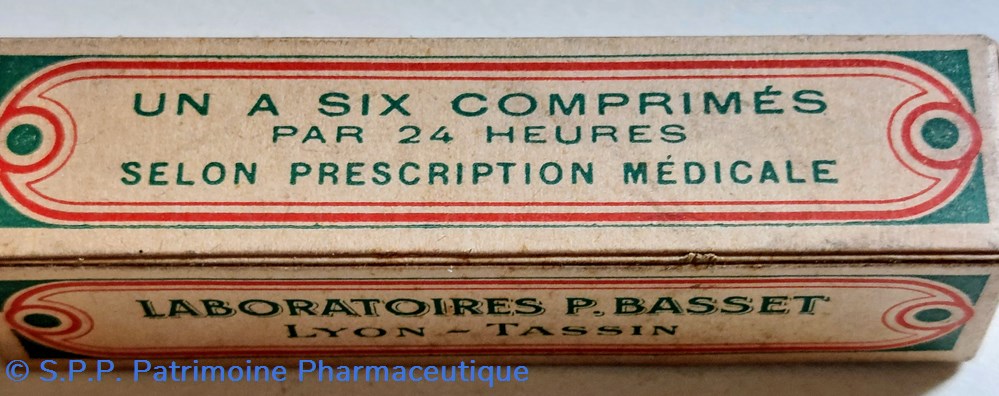 UN A SIX COMPRIMÉS
PAR 24 HEURES
SELON PRESCRIPTION MÉDICALE
LABORATOIRES P. BASSET
LYON - TASSIN
© S.P.P. Patrimoine Pharmaceutique